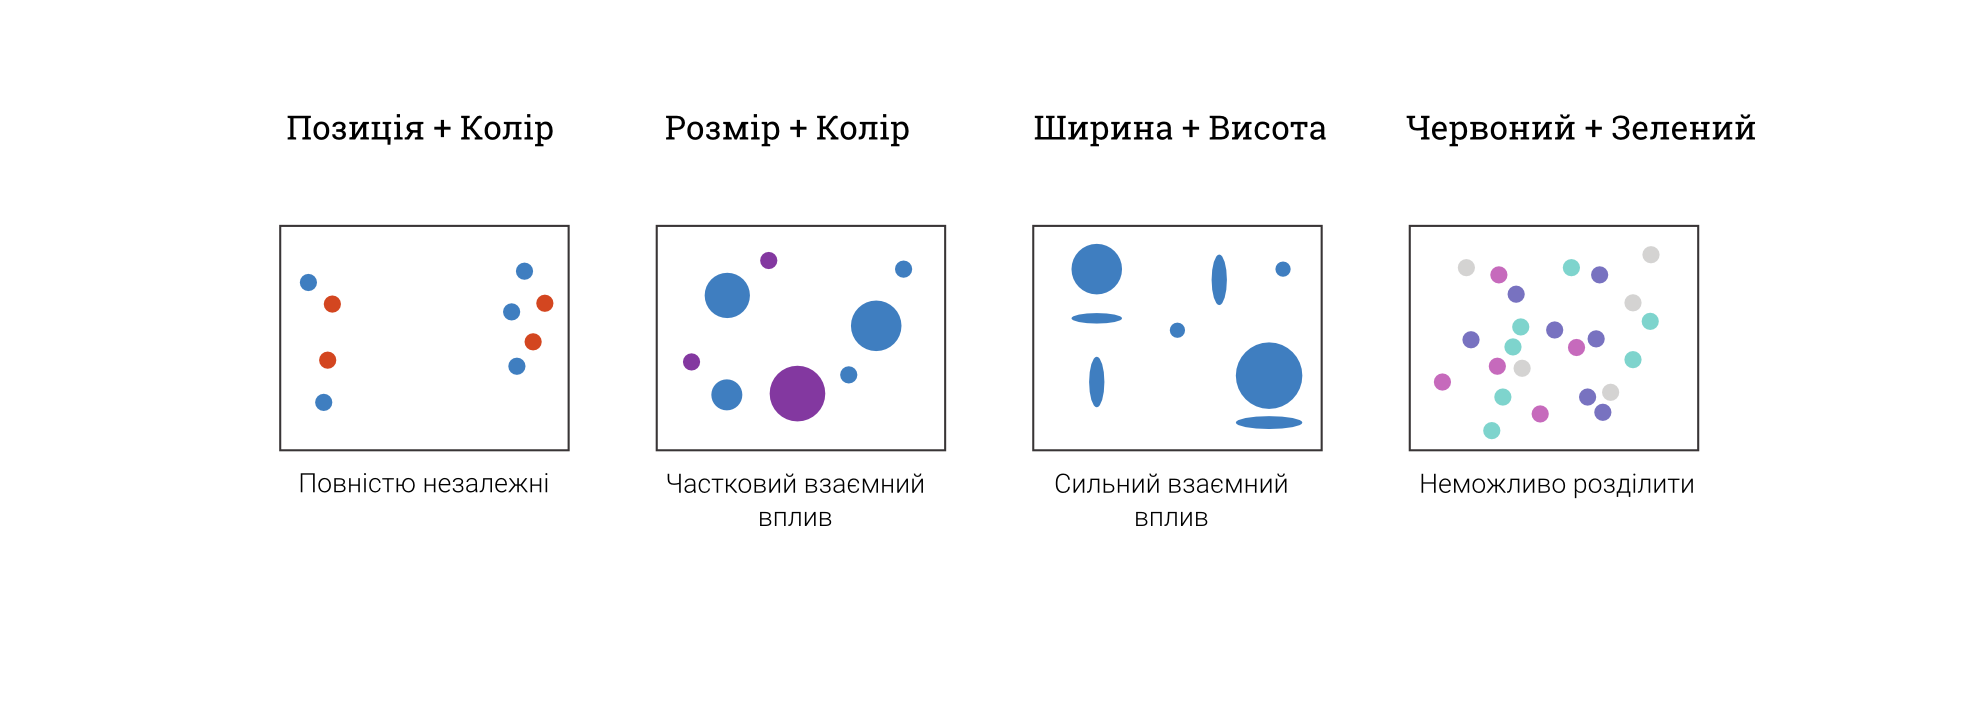 Позиція + Колір
Розмір + Колір
Ширина + Висота
Червоний + Зелений
Повністю незалежні
Частковий взаємний
вплив
Сильний взаємний
вплив
Неможливо розділити